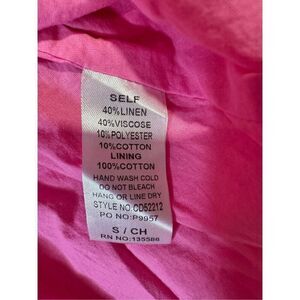 SELF
40%LINEN
40%VISCOSE
10%POLYESTER
10%COTTON
LINING
100%COTTON
HAND WASH COLD
DO NOT BLEACH
HANG OR LINE DRY
STYLE NO:CD52212
PO NO:P9957
S / CH
RN NO:135586